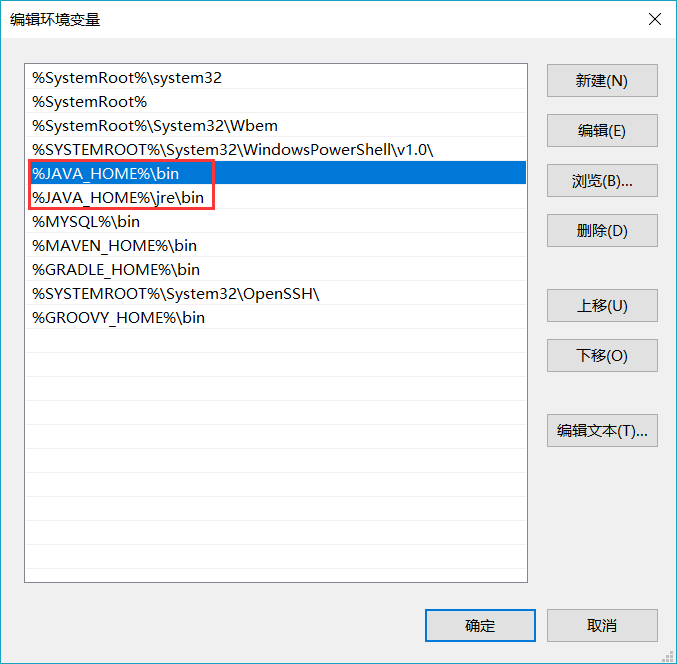 编辑环境变量
%SystemRoot%\system32
%SystemRoot%
%SystemRoot%\System32\Wbem
%SYSTEMROOT%\System32\WindowsPowerShell\v1.0\
%JAVA_HOME%\bin
%JAVA_HOME%\jre\bin
%MYSQL%\bin
%MAVEN_HOME%\bin
%GRADLE_HOME%\bin
%SYSTEMROOT%\System32\OpenSSH\
%GROOVY_HOME%\bin
新建(N)
编辑(E)
浏览(B)...
删除(D)
上移(U)
下移(O)
编辑文本(T)...
确定
取消